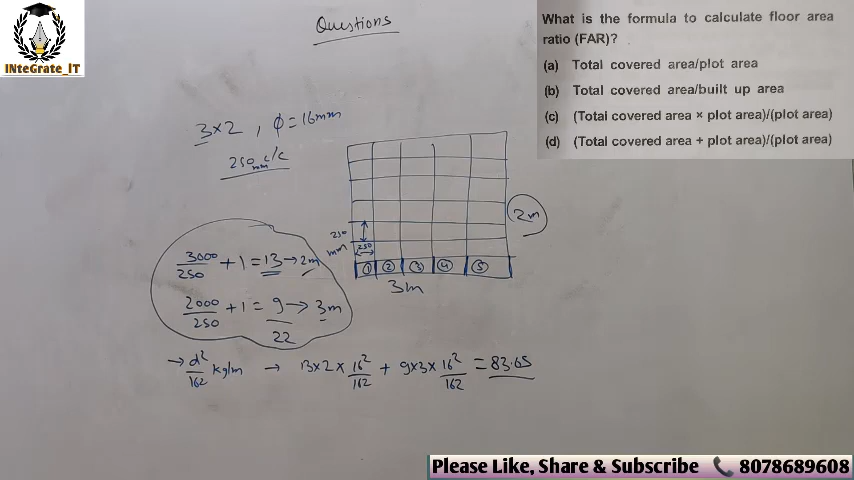 Questions
What is the formula to calculate floor area
ratio (FAR)?
(a) Total covered area/plot area
(b) Total covered area/built up area
(c) (Total covered area × plot area)/(plot area)
(d) (Total covered area + plot area)/(plot area)
INteGrate_IT
3×2 , φ=16mm
250 mm c/c
2m
250
mm
250
① ② ③ ④ ⑤
3m
3000/250 + 1 = 13 → 2m
2000/250 + 1 = 9 → 3m
22
→ d²/162 kg/m → 13×2×16²/162 + 9×3×16²/162 = 83.65
Please Like, Share & Subscribe 8078689608